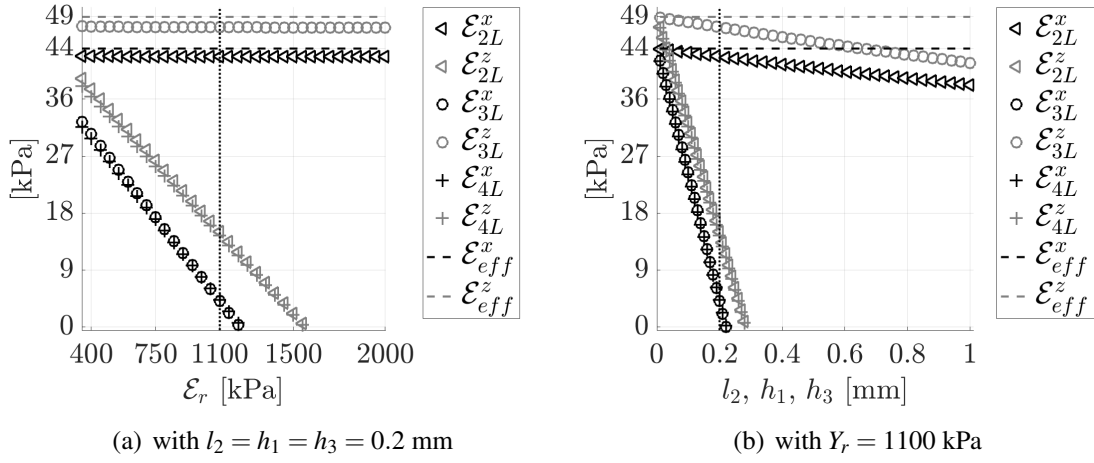 49
44
36
27
18
9
0
[kPa]
400 750 1100 1500 2000
ℰ_r [kPa]
ℰ^x_{2L}
ℰ^z_{2L}
ℰ^x_{3L}
ℰ^z_{3L}
ℰ^x_{4L}
ℰ^z_{4L}
ℰ^x_{eff}
ℰ^z_{eff}
(a) with l_2 = h_1 = h_3 = 0.2 mm
49
44
36
27
18
9
0
[kPa]
0 0.2 0.4 0.6 0.8 1
l_2, h_1, h_3 [mm]
ℰ^x_{2L}
ℰ^z_{2L}
ℰ^x_{3L}
ℰ^z_{3L}
ℰ^x_{4L}
ℰ^z_{4L}
ℰ^x_{eff}
ℰ^z_{eff}
(b) with Y_r = 1100 kPa